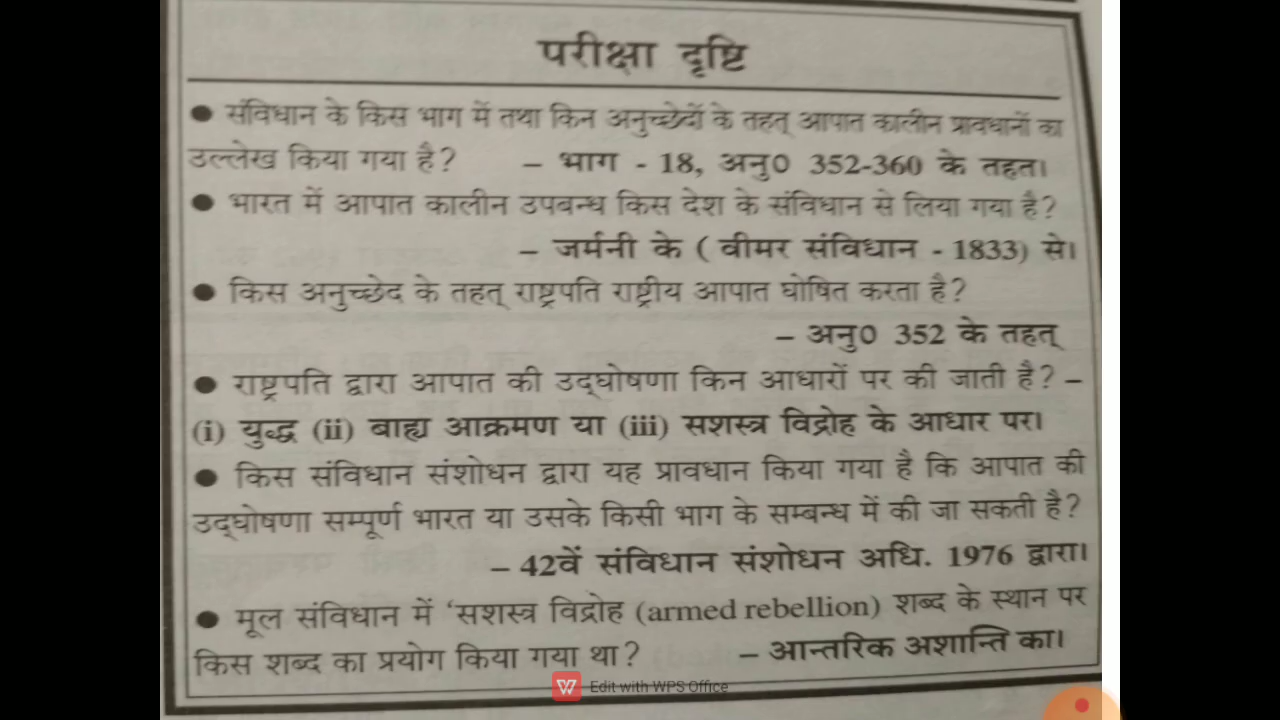 परीक्षा दृष्टि
● संविधान के किस भाग में तथा किन अनुच्छेदों के तहत् आपात कालीन प्रावधानों का
उल्लेख किया गया है? – भाग - 18, अनु0 352-360 के तहत।
● भारत में आपात कालीन उपबन्ध किस देश के संविधान से लिया गया है?
– जर्मनी के ( वीमर संविधान - 1833) से।
● किस अनुच्छेद के तहत् राष्ट्रपति राष्ट्रीय आपात घोषित करता है?
– अनु0 352 के तहत्
● राष्ट्रपति द्वारा आपात की उद्घोषणा किन आधारों पर की जाती है? –
(i) युद्ध (ii) बाह्य आक्रमण या (iii) सशस्त्र विद्रोह के आधार पर।
● किस संविधान संशोधन द्वारा यह प्रावधान किया गया है कि आपात की
उद्घोषणा सम्पूर्ण भारत या उसके किसी भाग के सम्बन्ध में की जा सकती है?
– 42वें संविधान संशोधन अधि. 1976 द्वारा।
● मूल संविधान में ‘सशस्त्र विद्रोह (armed rebellion) शब्द के स्थान पर
किस शब्द का प्रयोग किया गया था? – आन्तरिक अशान्ति का।
Edit with WPS Office